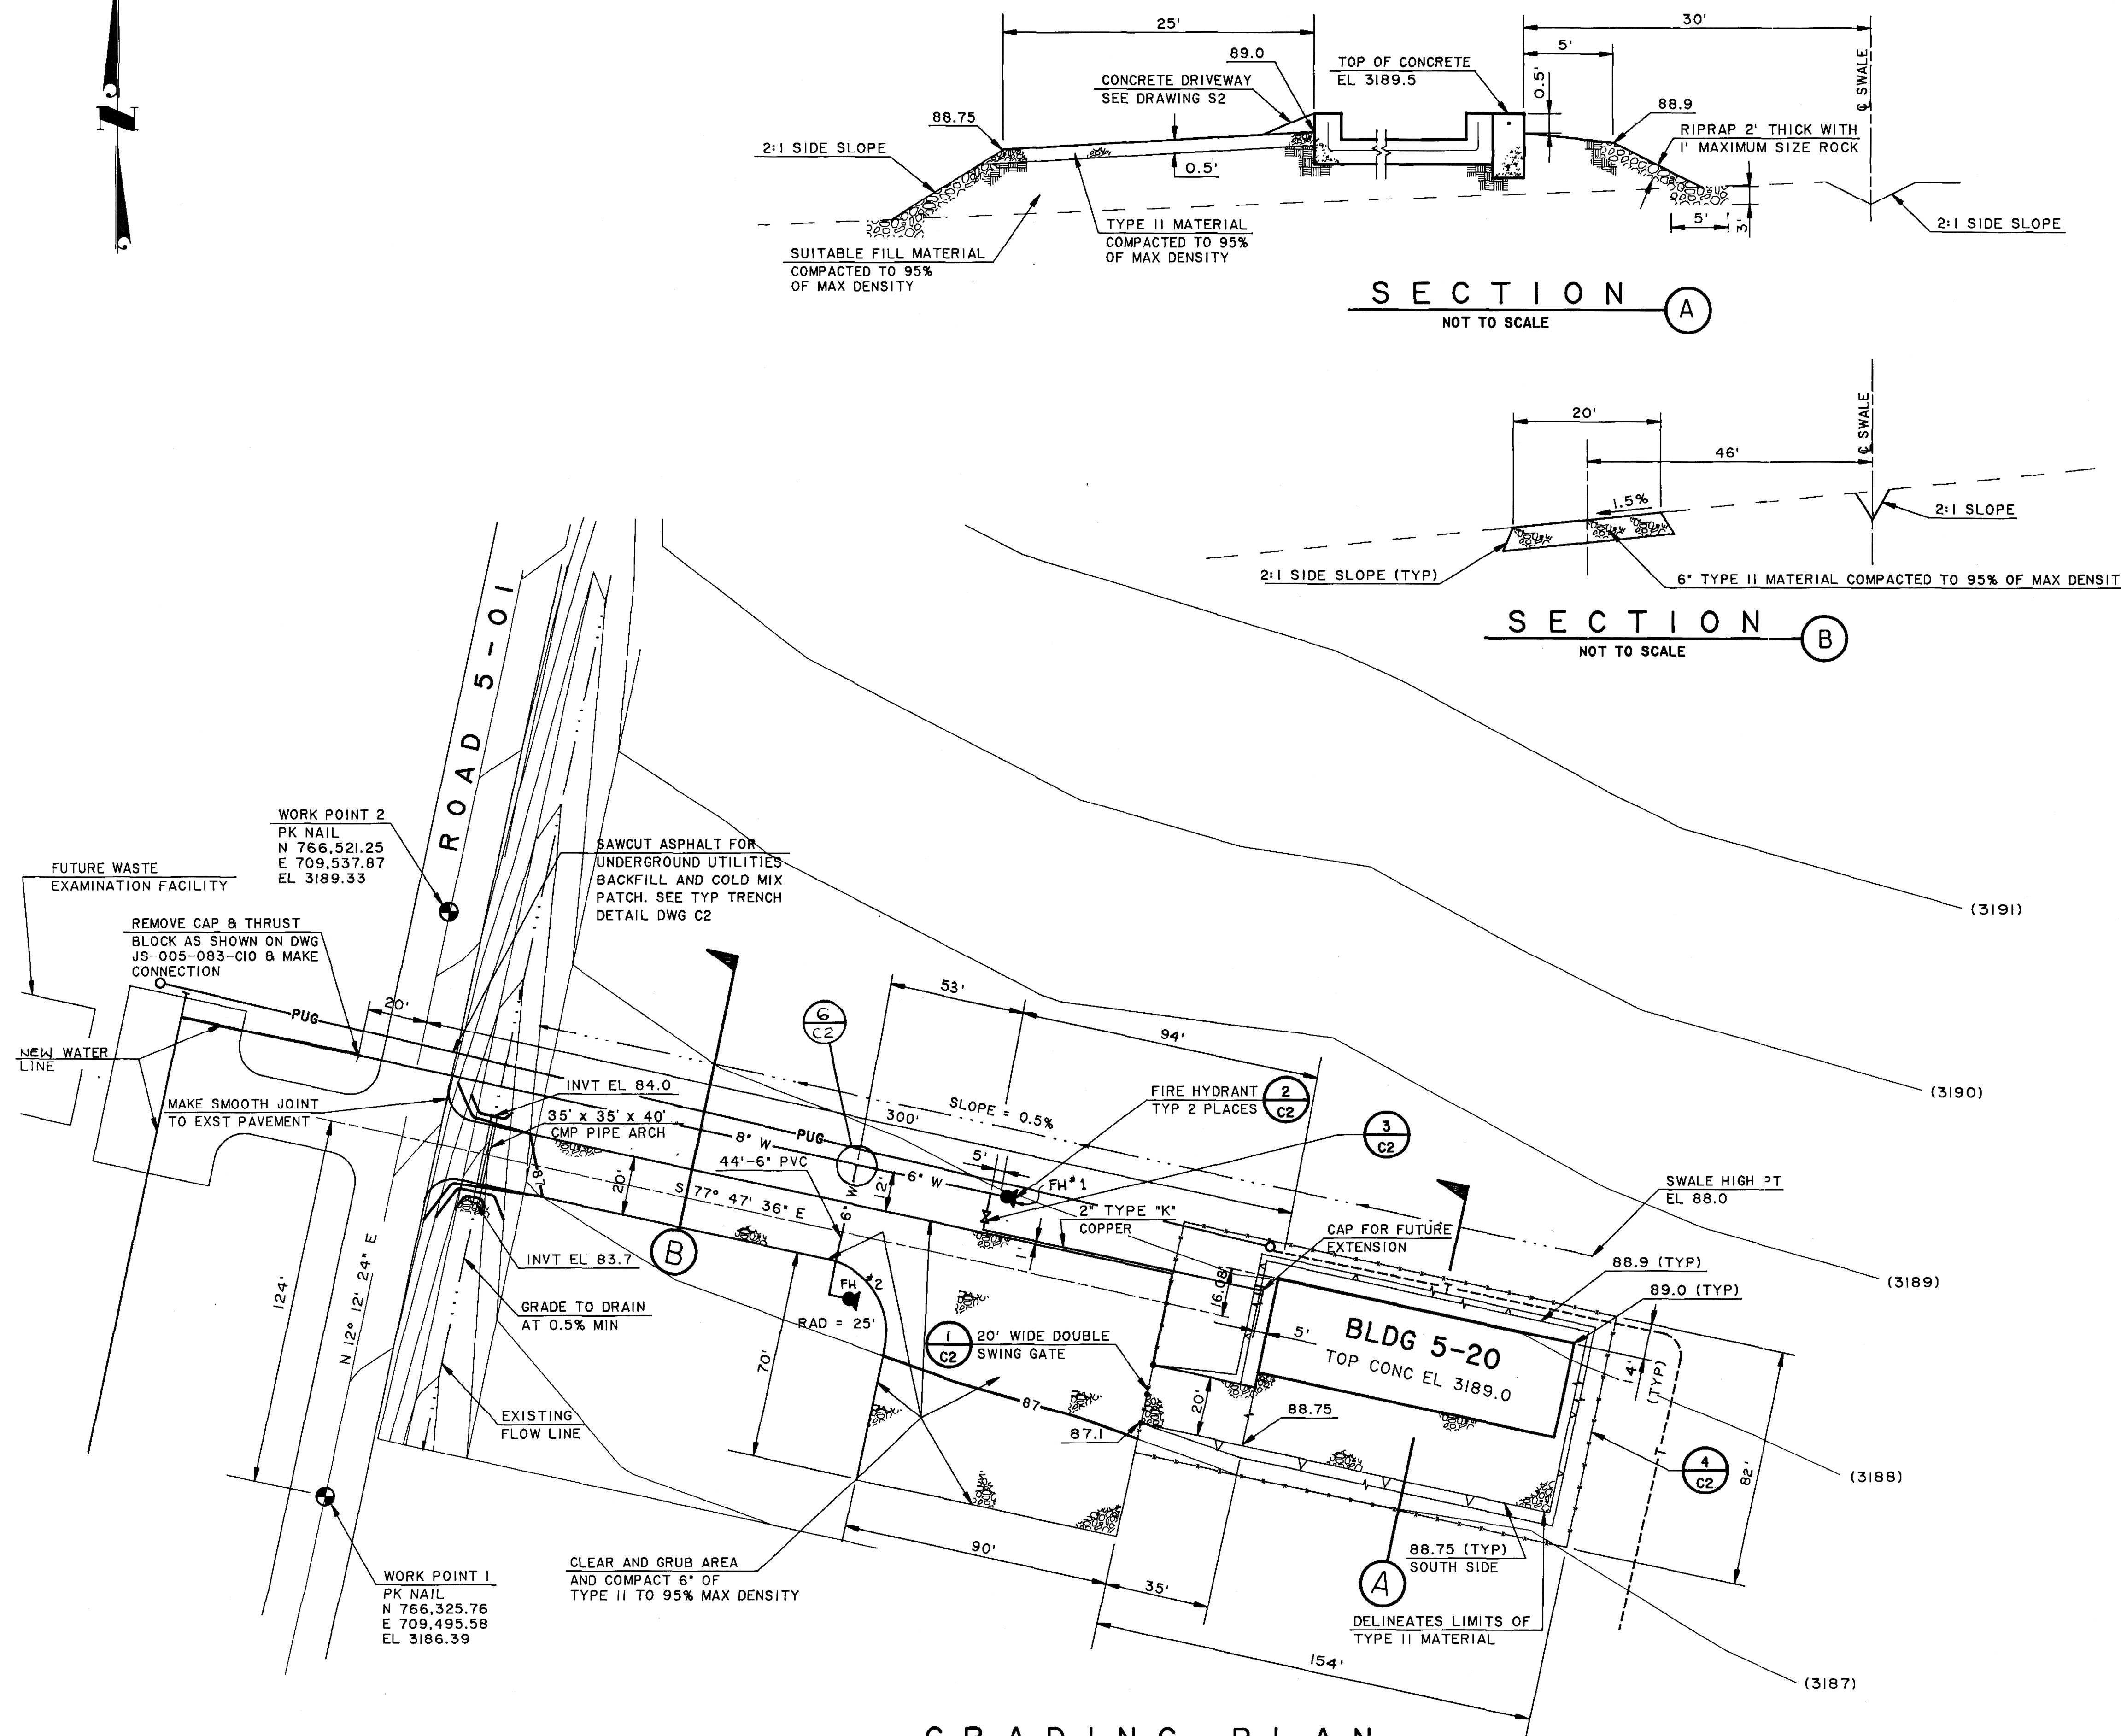 N
25'
30'
5'
89.0
TOP OF CONCRETE
EL 3189.5
0.5'
℄ SWALE
CONCRETE DRIVEWAY
SEE DRAWING S2
88.75
88.9
RIPRAP 2' THICK WITH
1' MAXIMUM SIZE ROCK
2:1 SIDE SLOPE
0.5'
TYPE II MATERIAL
COMPACTED TO 95%
OF MAX DENSITY
5'
3'
2:1 SIDE SLOPE
SUITABLE FILL MATERIAL
COMPACTED TO 95%
OF MAX DENSITY
SECTION A
NOT TO SCALE
20'
℄ SWALE
46'
1.5%
2:1 SLOPE
2:1 SIDE SLOPE (TYP)
6" TYPE II MATERIAL COMPACTED TO 95% OF MAX DENSIT
SECTION B
NOT TO SCALE
ROAD 5-01
WORK POINT 2
PK NAIL
N 766,521.25
E 709,537.87
EL 3189.33
SAWCUT ASPHALT FOR
UNDERGROUND UTILITIES
BACKFILL AND COLD MIX
PATCH. SEE TYP TRENCH
DETAIL DWG C2
FUTURE WASTE
EXAMINATION FACILITY
REMOVE CAP & THRUST
BLOCK AS SHOWN ON DWG
JS-005-083-C10 & MAKE
CONNECTION
(3191)
20'
PUG
53'
94'
6
C2
NEW WATER
LINE
INVT EL 84.0
MAKE SMOOTH JOINT
TO EXST PAVEMENT
35' x 35' x 40'
CMP PIPE ARCH
300'
SLOPE = 0.5%
FIRE HYDRANT
TYP 2 PLACES
2
C2
(3190)
3
C2
8" W
PUG
44'-6" PVC
6" W
5'
FH#1
12'
87
20'
S 77° 47' 36" E
6" W
2" TYPE "K"
COPPER
SWALE HIGH PT
EL 88.0
CAP FOR FUTURE
EXTENSION
B
INVT EL 83.7
88.9 (TYP)
(3189)
89.0 (TYP)
124'
N 12° 12' 24" E
GRADE TO DRAIN
AT 0.5% MIN
FH #2
RAD = 25'
16.08'
1
C2
20' WIDE DOUBLE
SWING GATE
5'
BLDG 5-20
TOP CONC EL 3189.0
T
14'
(TYP)
70'
87
20'
88.75
87.1
EXISTING
FLOW LINE
T
4
C2
82'
(3188)
90'
88.75 (TYP)
SOUTH SIDE
CLEAR AND GRUB AREA
AND COMPACT 6" OF
TYPE II TO 95% MAX DENSITY
35'
A
WORK POINT 1
PK NAIL
N 766,325.76
E 709,495.58
EL 3186.39
DELINEATES LIMITS OF
TYPE II MATERIAL
154'
(3187)
GRADING PLAN